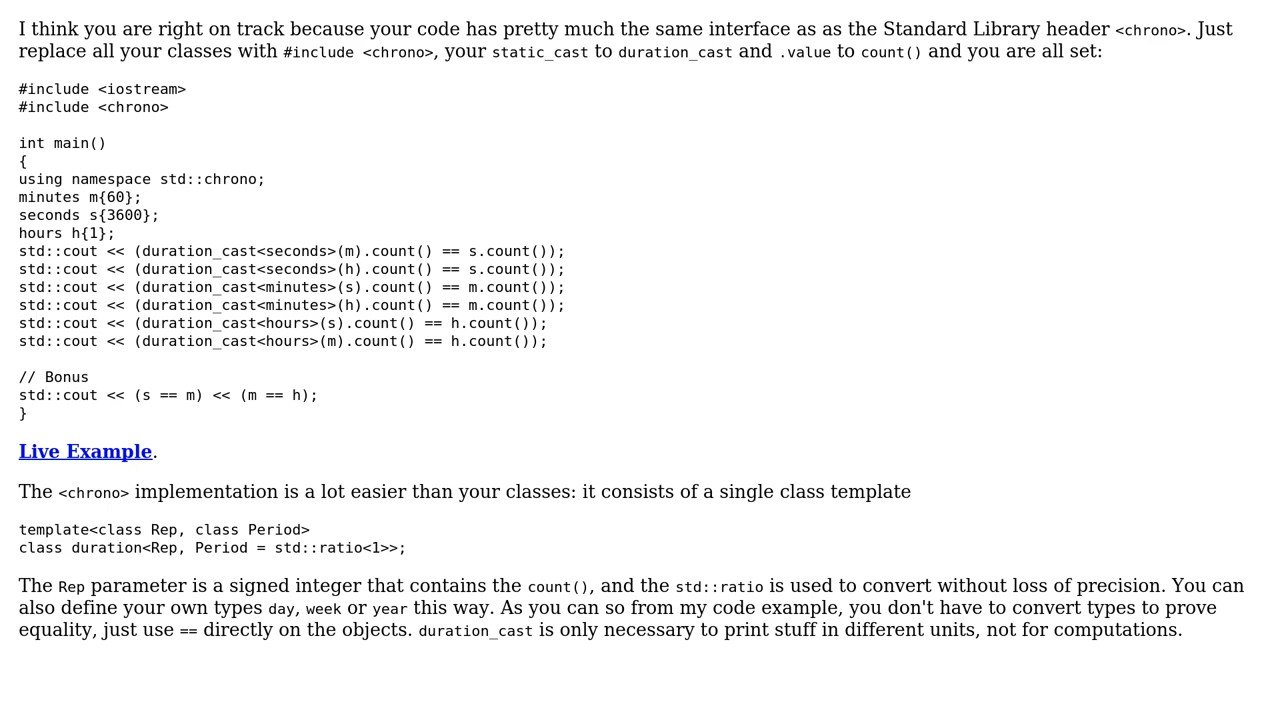 I think you are right on track because your code has pretty much the same interface as as the Standard Library header <chrono>. Just
replace all your classes with #include <chrono>, your static_cast to duration_cast and .value to count() and you are all set:
#include <iostream>
#include <chrono>
int main()
{
using namespace std::chrono;
minutes m{60};
seconds s{3600};
hours h{1};
std::cout << (duration_cast<seconds>(m).count() == s.count());
std::cout << (duration_cast<seconds>(h).count() == s.count());
std::cout << (duration_cast<minutes>(s).count() == m.count());
std::cout << (duration_cast<minutes>(h).count() == m.count());
std::cout << (duration_cast<hours>(s).count() == h.count());
std::cout << (duration_cast<hours>(m).count() == h.count());
// Bonus
std::cout << (s == m) << (m == h);
}
Live Example.
The <chrono> implementation is a lot easier than your classes: it consists of a single class template
template<class Rep, class Period>
class duration<Rep, Period = std::ratio<1>>;
The Rep parameter is a signed integer that contains the count(), and the std::ratio is used to convert without loss of precision. You can
also define your own types day, week or year this way. As you can so from my code example, you don't have to convert types to prove
equality, just use == directly on the objects. duration_cast is only necessary to print stuff in different units, not for computations.